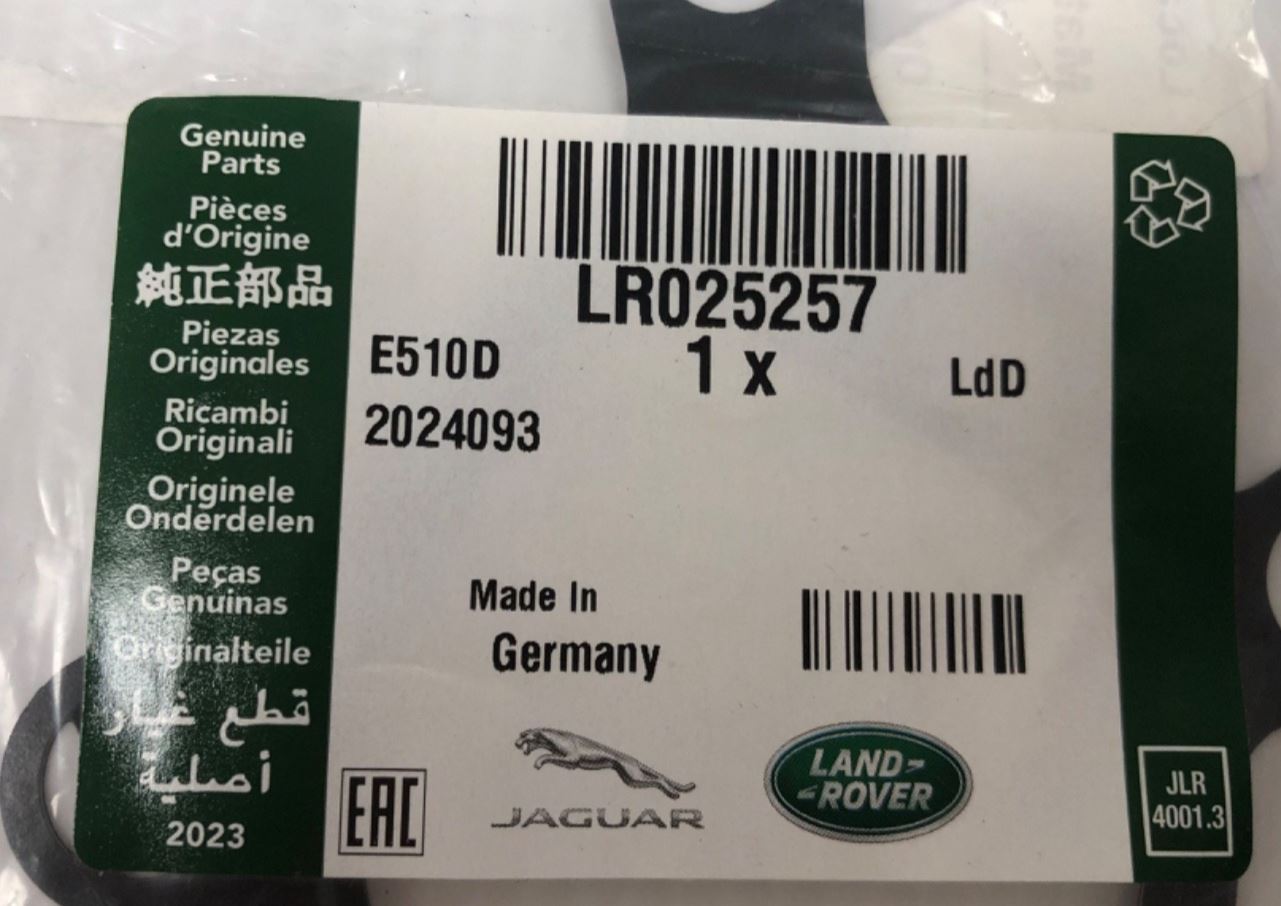 Genuine
Parts
Pièces
d'Origine
純正部品
Piezas
Originales
Ricambi
Originali
Originele
Onderdelen
Peças
Genuinas
Originalteile
قطع غيار
أصلية
2023
LR025257
E510D
1 x
LdD
2024093
Made In
Germany
EAC
JAGUAR
LAND
ROVER
JLR
4001.3